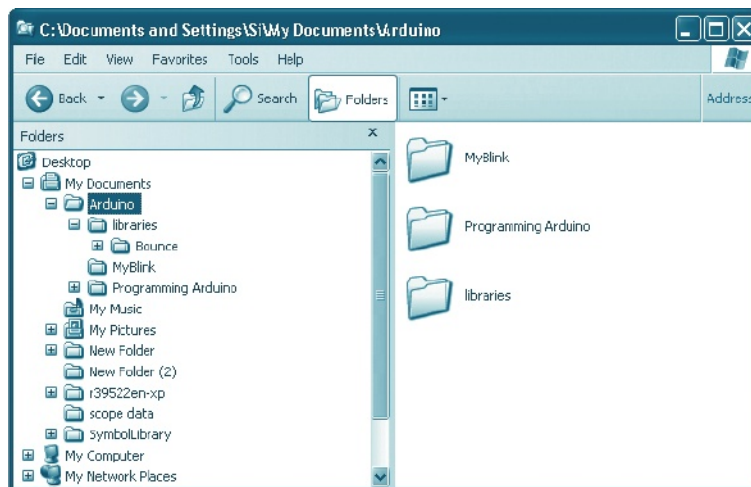 C:\Documents and Settings\Si\My Documents\Arduino
File Edit View Favorites Tools Help
Back Search Folders Address
Folders x
Desktop
My Documents
Arduino
libraries
Bounce
MyBlink
Programming Arduino
My Music
My Pictures
New Folder
New Folder (2)
r39522en-xp
scope data
SymbolLibrary
My Computer
My Network Places
MyBlink
Programming Arduino
libraries